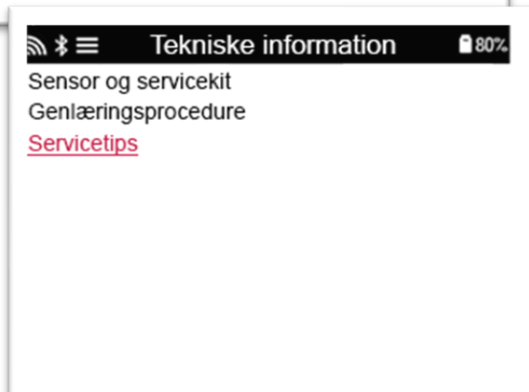 Tekniske information 80%
Sensor og servicekit
Genlæringsprocedure
Servicetips